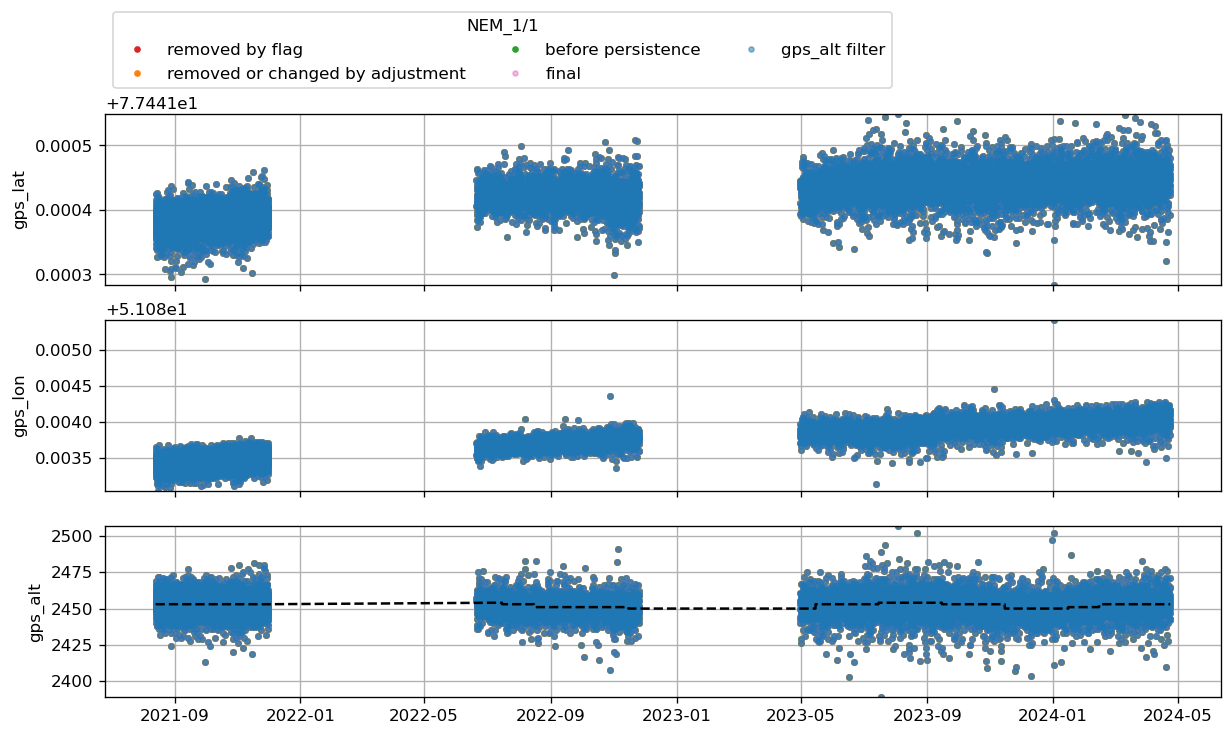 NEM_1/1
removed by flag
before persistence
gps_alt filter
removed or changed by adjustment
final
+7.7441e1
0.0005
0.0004
0.0003
gps_lat
+5.108e1
0.0050
0.0045
0.0040
0.0035
gps_lon
2500
2475
2450
2425
2400
gps_alt
2021-09
2022-01
2022-05
2022-09
2023-01
2023-05
2023-09
2024-01
2024-05